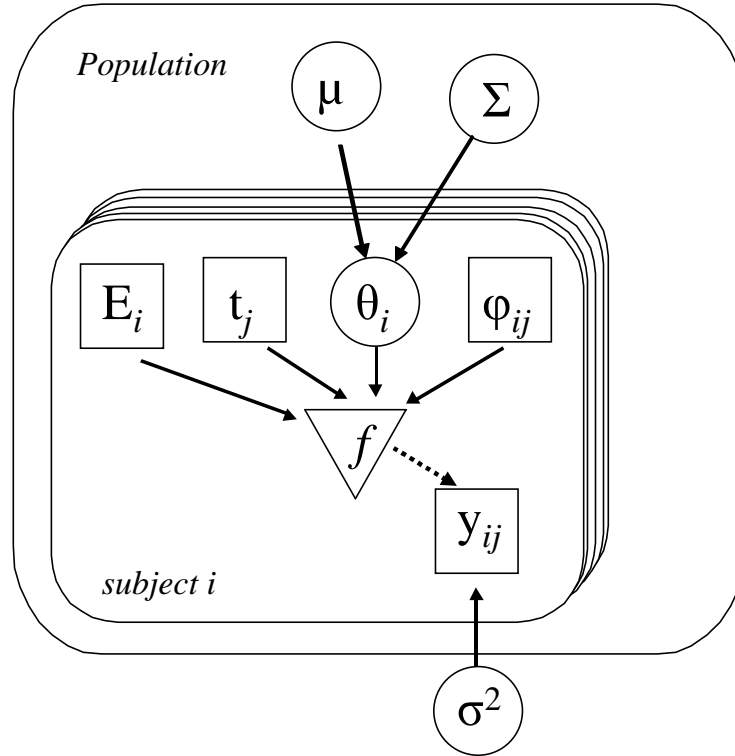 Population
μ
Σ
E_i
t_j
θ_i
φ_ij
f
y_ij
subject i
σ²